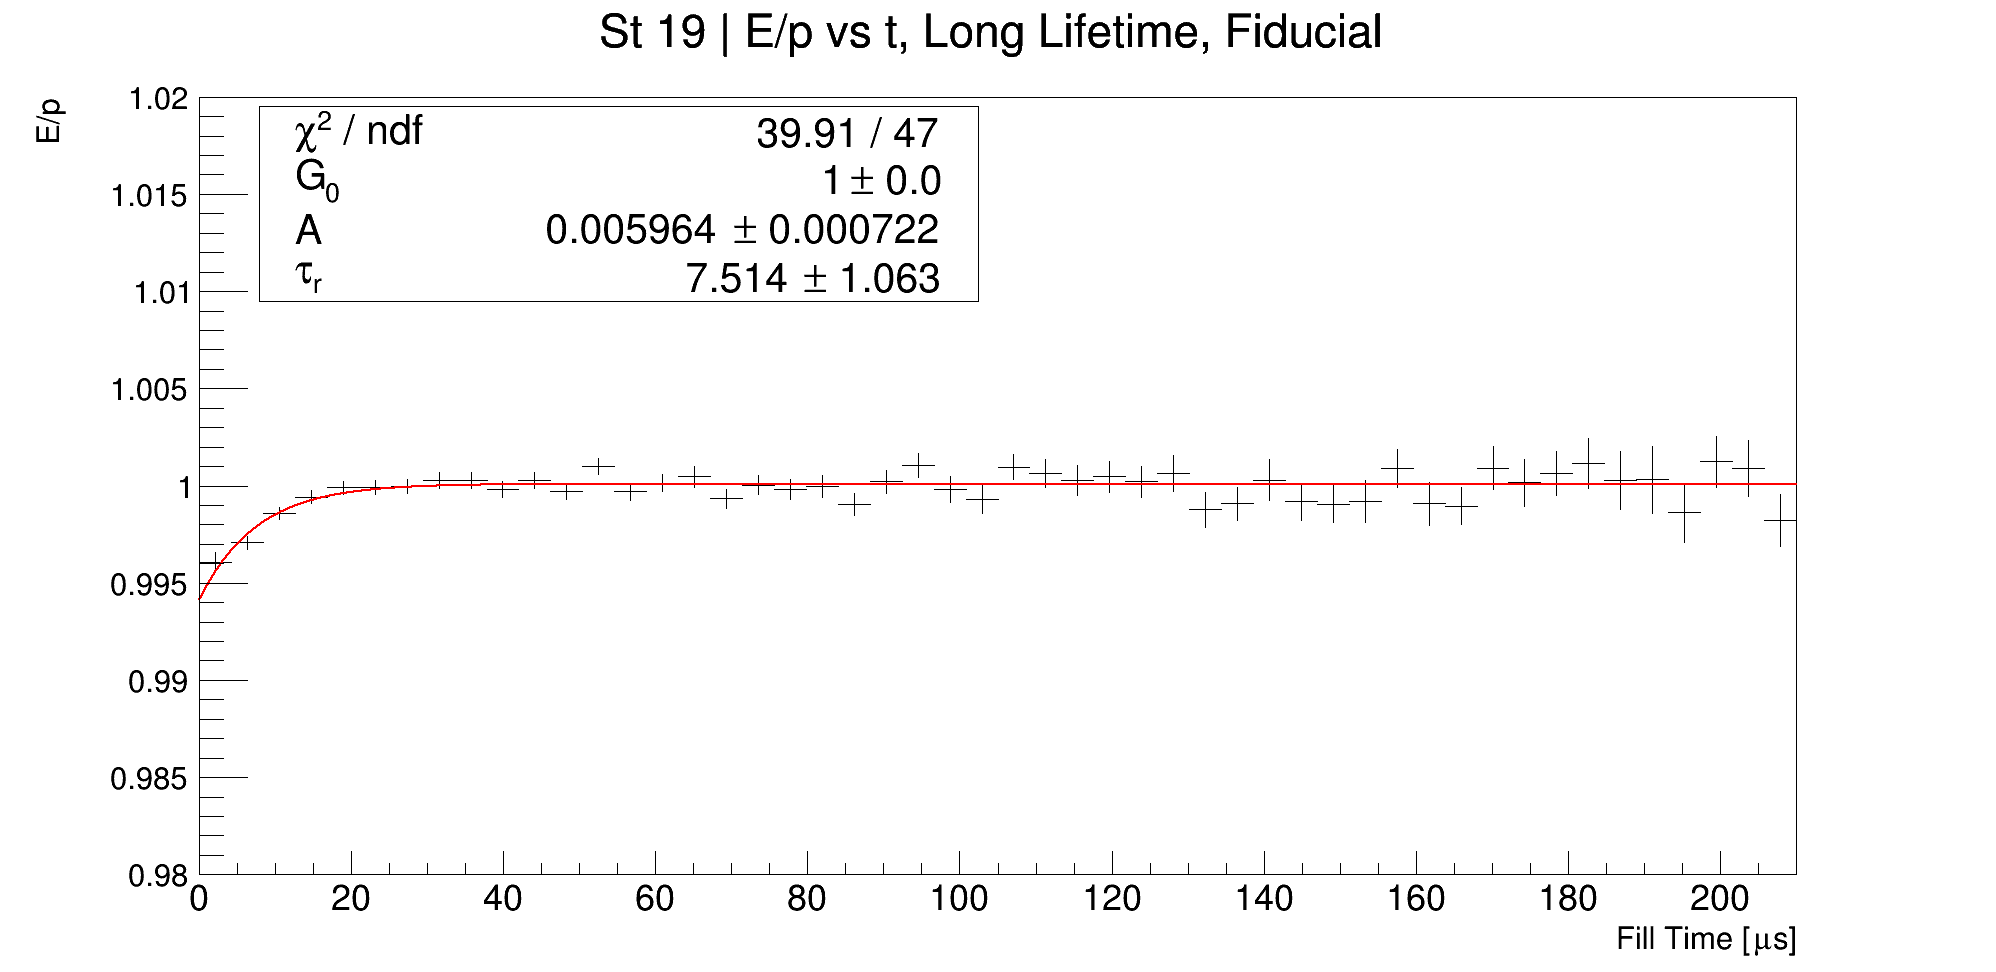 St 19 | E/p vs t, Long Lifetime, Fiducial
E/p
χ² / ndf 39.91 / 47
G₀ 1 ± 0.0
A 0.005964 ± 0.000722
τᵣ 7.514 ± 1.063
1.02
1.015
1.01
1.005
1
0.995
0.99
0.985
0.98
0 20 40 60 80 100 120 140 160 180 200
Fill Time [μs]